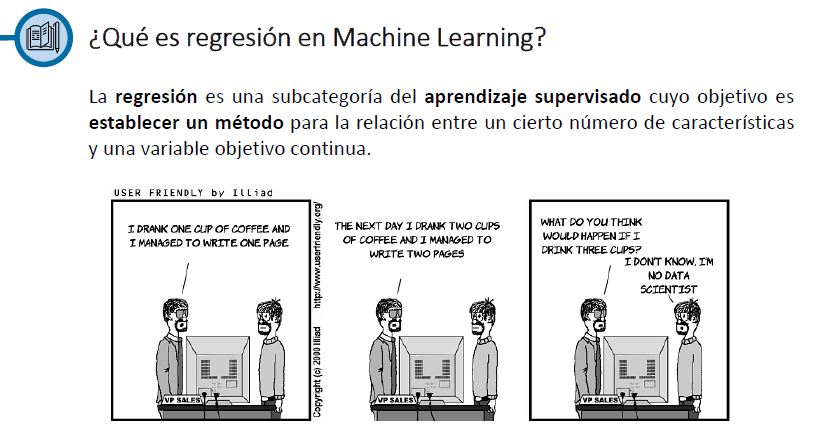 ¿Qué es regresión en Machine Learning?
La regresión es una subcategoría del aprendizaje supervisado cuyo objetivo es
establecer un método para la relación entre un cierto número de características
y una variable objetivo continua.
USER FRIENDLY by Illiad
I DRANK ONE CUP OF COFFEE AND
I MANAGED TO WRITE ONE PAGE
VP SALES
Copyright (c) 2000 Illiad http://www.userfriendly.org/
THE NEXT DAY I DRANK TWO CUPS
OF COFFEE AND I MANAGED TO
WRITE TWO PAGES
VP SALES
WHAT DO YOU THINK
WOULD HAPPEN IF I
DRINK THREE CUPS?
I DON'T KNOW. I'M
NO DATA
SCIENTIST
VP SALES